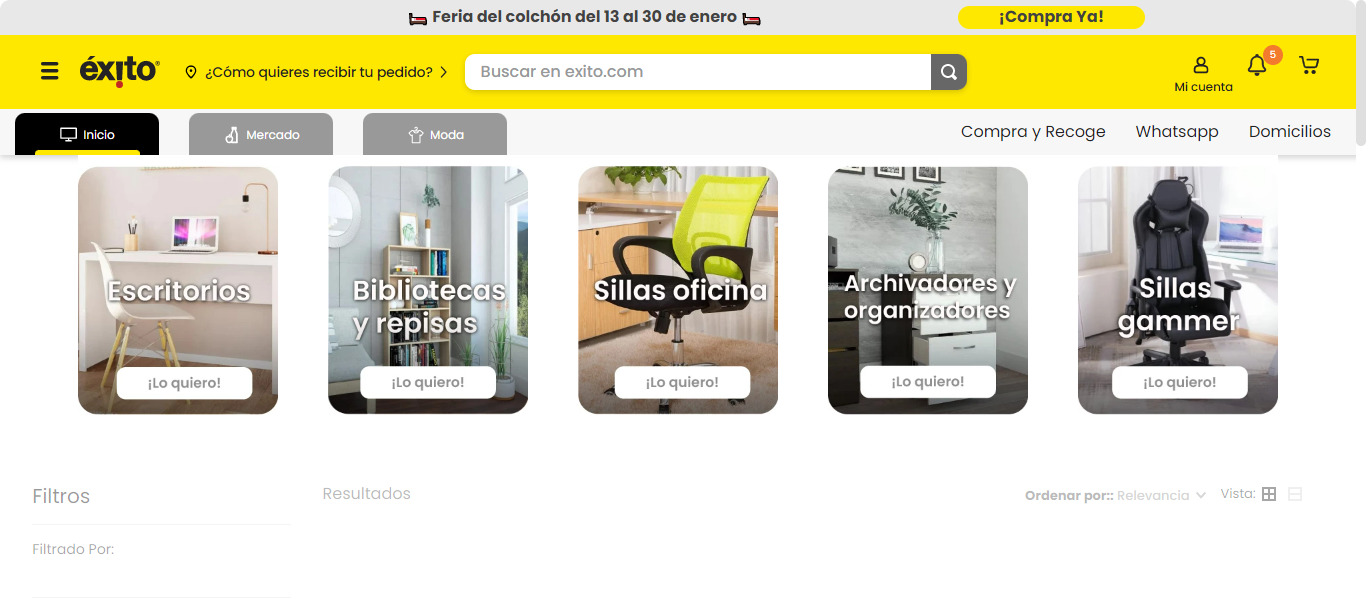 Feria del colchón del 13 al 30 de enero
¡Compra Ya!
éxito
¿Cómo quieres recibir tu pedido?
Buscar en exito.com
Mi cuenta
5
Inicio
Mercado
Moda
Compra y Recoge
Whatsapp
Domicilios
Escritorios
¡Lo quiero!
Bibliotecas
y repisas
¡Lo quiero!
Sillas oficina
¡Lo quiero!
Archivadores y
organizadores
¡Lo quiero!
Sillas
gammer
¡Lo quiero!
Filtros
Filtrado Por:
Resultados
Ordenar por:: Relevancia
Vista: